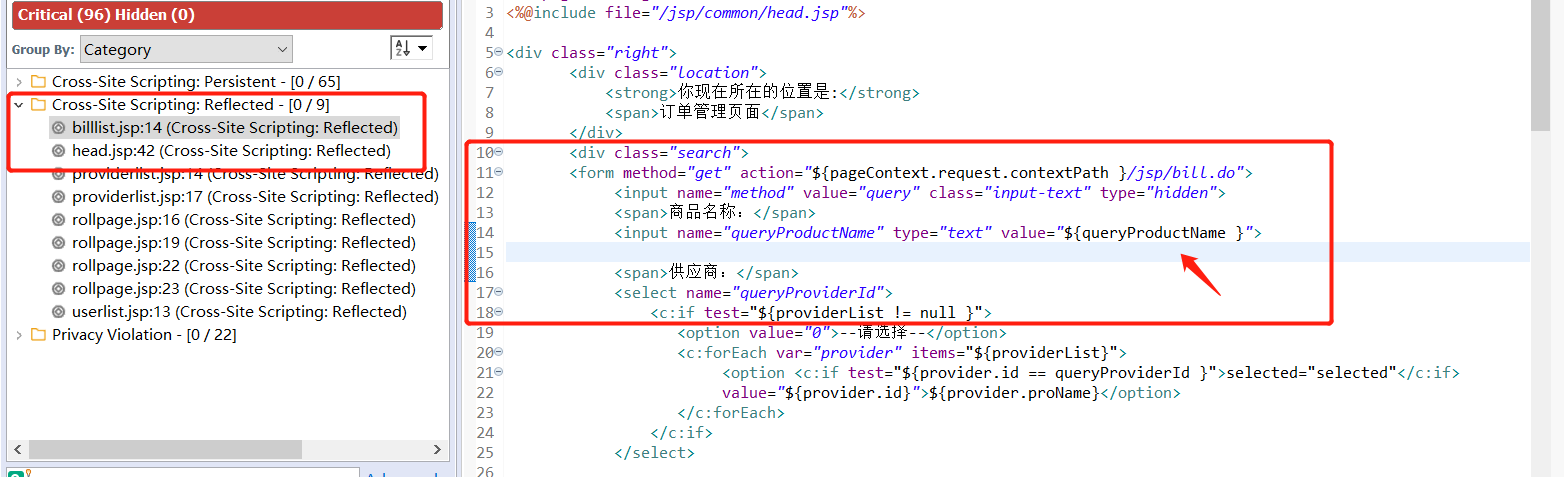 Critical (96) Hidden (0)
Group By: Category
Cross-Site Scripting: Persistent - [0 / 65]
Cross-Site Scripting: Reflected - [0 / 9]
billlist.jsp:14 (Cross-Site Scripting: Reflected)
head.jsp:42 (Cross-Site Scripting: Reflected)
providerlist.jsp:14 (Cross-Site Scripting: Reflected)
providerlist.jsp:17 (Cross-Site Scripting: Reflected)
rollpage.jsp:16 (Cross-Site Scripting: Reflected)
rollpage.jsp:19 (Cross-Site Scripting: Reflected)
rollpage.jsp:22 (Cross-Site Scripting: Reflected)
rollpage.jsp:23 (Cross-Site Scripting: Reflected)
userlist.jsp:13 (Cross-Site Scripting: Reflected)
Privacy Violation - [0 / 22]
3 <%@include file="/jsp/common/head.jsp"%>
4
5 <div class="right">
6 <div class="location">
7 <strong>你现在所在的位置是:</strong>
8 <span>订单管理页面</span>
9 </div>
10 <div class="search">
11 <form method="get" action="${pageContext.request.contextPath }/jsp/bill.do">
12 <input name="method" value="query" class="input-text" type="hidden">
13 <span>商品名称：</span>
14 <input name="queryProductName" type="text" value="${queryProductName }">
15
16 <span>供应商：</span>
17 <select name="queryProviderId">
18 <c:if test="${providerList != null }">
19 <option value="0">--请选择--</option>
20 <c:forEach var="provider" items="${providerList}">
21 <option <c:if test="${provider.id == queryProviderId }">selected="selected"</c:if>
22 value="${provider.id}">${provider.proName}</option>
23 </c:forEach>
24 </c:if>
25 </select>
26